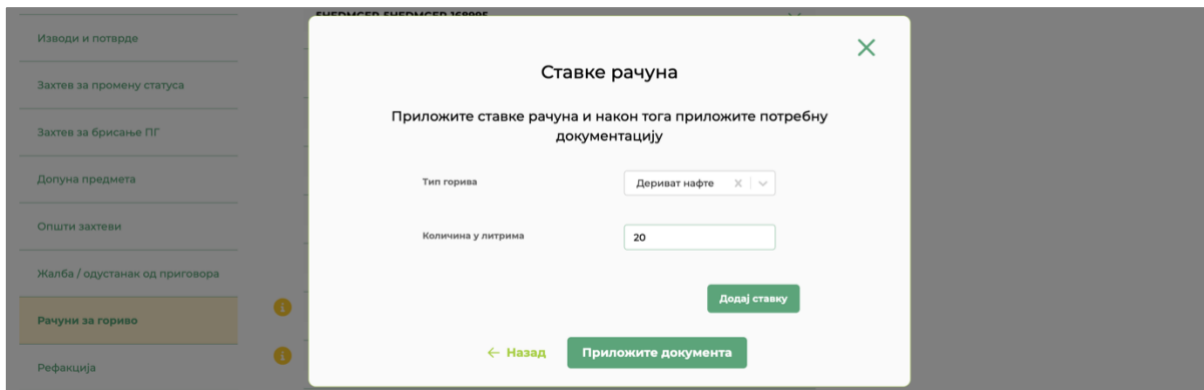 Изводи и потврде
Захтев за промену статуса
Захтев за брисање ПГ
Допуна предмета
Општи захтеви
Жалба / одустанак од приговора
Рачуни за гориво
Рефакција
Ставке рачуна
Приложите ставке рачуна и након тога приложите потребну
документацију
Тип горива
Дериват нафте
Количина у литрима
20
Додај ставку
← Назад
Приложите документа